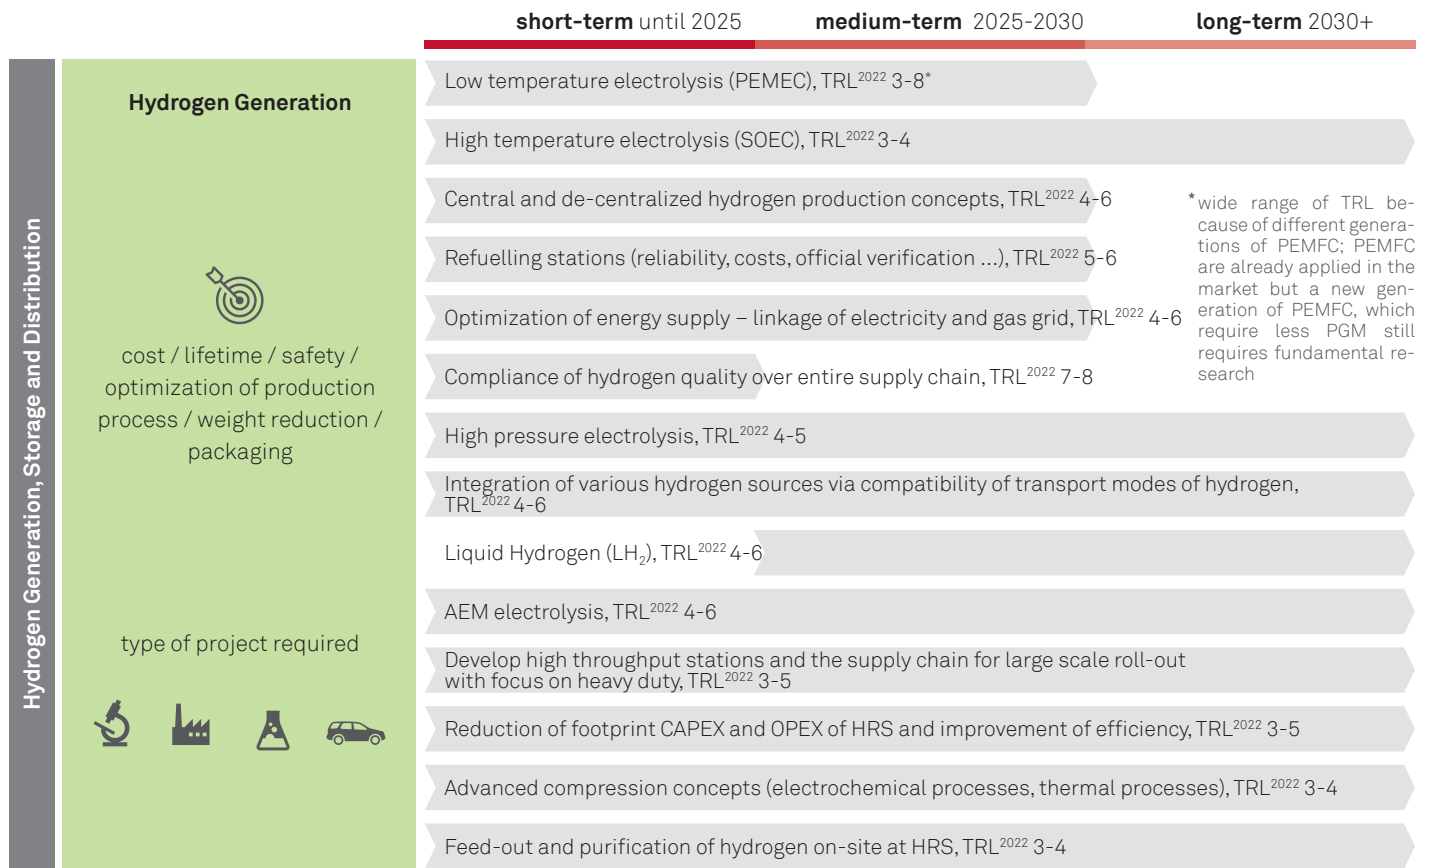 short-term until 2025
medium-term 2025-2030
long-term 2030+
Hydrogen Generation, Storage and Distribution
Hydrogen Generation
cost / lifetime / safety /
optimization of production
process / weight reduction /
packaging
type of project required
Low temperature electrolysis (PEMEC), TRL²⁰²² 3-8*
High temperature electrolysis (SOEC), TRL²⁰²² 3-4
Central and de-centralized hydrogen production concepts, TRL²⁰²² 4-6
Refuelling stations (reliability, costs, official verification ...), TRL²⁰²² 5-6
Optimization of energy supply – linkage of electricity and gas grid, TRL²⁰²² 4-6
Compliance of hydrogen quality over entire supply chain, TRL²⁰²² 7-8
High pressure electrolysis, TRL²⁰²² 4-5
Integration of various hydrogen sources via compatibility of transport modes of hydrogen,
TRL²⁰²² 4-6
Liquid Hydrogen (LH₂), TRL²⁰²² 4-6
AEM electrolysis, TRL²⁰²² 4-6
Develop high throughput stations and the supply chain for large scale roll-out
with focus on heavy duty, TRL²⁰²² 3-5
Reduction of footprint CAPEX and OPEX of HRS and improvement of efficiency, TRL²⁰²² 3-5
Advanced compression concepts (electrochemical processes, thermal processes), TRL²⁰²² 3-4
Feed-out and purification of hydrogen on-site at HRS, TRL²⁰²² 3-4
*wide range of TRL be-
cause of different genera-
tions of PEMFC; PEMFC
are already applied in the
market but a new gen-
eration of PEMFC, which
require less PGM still
requires fundamental re-
search